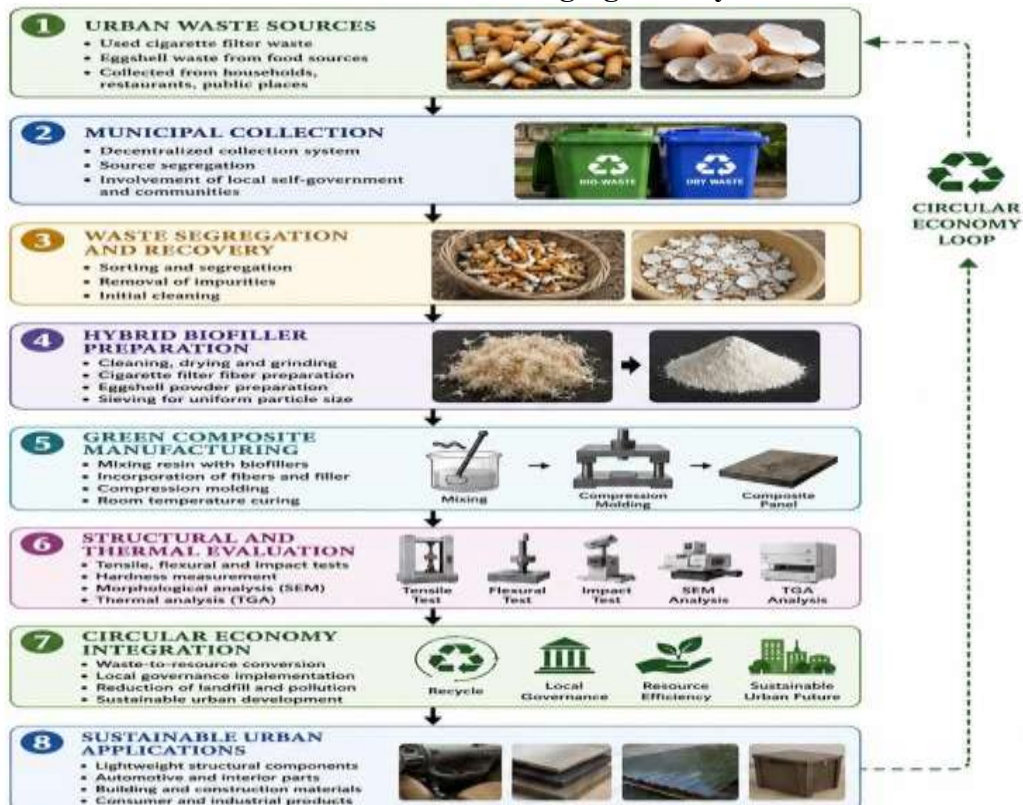 1 URBAN WASTE SOURCES
• Used cigarette filter waste
• Eggshell waste from food sources
• Collected from households,
restaurants, public places
2 MUNICIPAL COLLECTION
• Decentralized collection system
• Source segregation
• Involvement of local self-government
and communities
BIO-WASTE
DRY WASTE
3 WASTE SEGREGATION
AND RECOVERY
• Sorting and segregation
• Removal of impurities
• Initial cleaning
4 HYBRID BIOFILLER
PREPARATION
• Cleaning, drying and grinding
• Cigarette filter fiber preparation
• Eggshell powder preparation
• Sieving for uniform particle size
5 GREEN COMPOSITE
MANUFACTURING
• Mixing resin with biofillers
• Incorporation of fibers and filler
• Compression molding
• Room temperature curing
Mixing
Compression
Molding
Composite
Panel
6 STRUCTURAL AND
THERMAL EVALUATION
• Tensile, flexural and impact tests
• Hardness measurement
• Morphological analysis (SEM)
• Thermal analysis (TGA)
Tensile
Test
Flexural
Test
Impact
Test
SEM
Analysis
TGA
Analysis
7 CIRCULAR ECONOMY
INTEGRATION
• Waste-to-resource conversion
• Local governance implementation
• Reduction of landfill and pollution
• Sustainable urban development
Recycle
Local
Governance
Resource
Efficiency
Sustainable
Urban Future
8 SUSTAINABLE URBAN
APPLICATIONS
• Lightweight structural components
• Automotive and interior parts
• Building and construction materials
• Consumer and industrial products
CIRCULAR
ECONOMY
LOOP